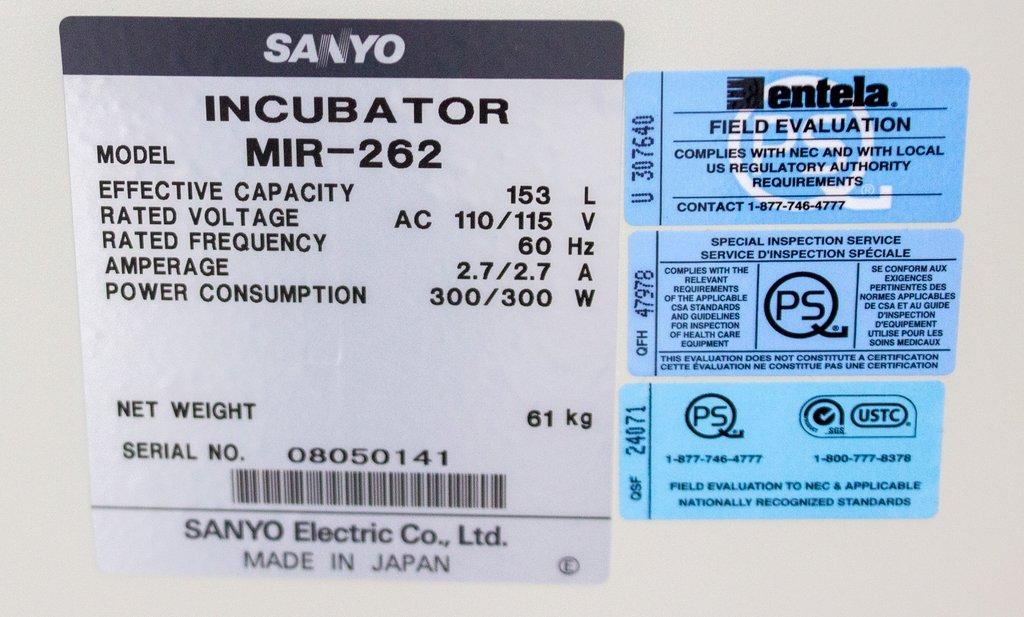 SANYO
INCUBATOR
MODEL MIR-262
EFFECTIVE CAPACITY 153 L
RATED VOLTAGE AC 110/115 V
RATED FREQUENCY 60 Hz
AMPERAGE 2.7/2.7 A
POWER CONSUMPTION 300/300 W
NET WEIGHT 61 kg
SERIAL NO. 08050141
SANYO Electric Co., Ltd.
MADE IN JAPAN E
entela®
U 307640
FIELD EVALUATION
COMPLIES WITH NEC AND WITH LOCAL
US REGULATORY AUTHORITY
REQUIREMENTS
CONTACT 1-877-746-4777
QFH 47978
SPECIAL INSPECTION SERVICE
SERVICE D'INSPECTION SPÉCIALE
COMPLIES WITH THE
RELEVANT
REQUIREMENTS
OF THE APPLICABLE
CSA STANDARDS
AND GUIDELINES
FOR INSPECTION
OF HEALTH CARE
EQUIPMENT
PS
SE CONFORM AUX
EXIGENCES
PERTINENTES DES
NORMES APPLICABLES
DE CSA ET AU GUIDE
D'INSPECTION
D'EQUIPEMENT
UTILISE POUR LES
SOINS MEDICAUX
THIS EVALUATION DOES NOT CONSTITUTE A CERTIFICATION
CETTE ÉVALUATION NE CONSTITUE PAS UNE CERTIFICATION
QSF 24071
PS
SGS USTC
1-877-746-4777 1-800-777-8378
FIELD EVALUATION TO NEC & APPLICABLE
NATIONALLY RECOGNIZED STANDARDS